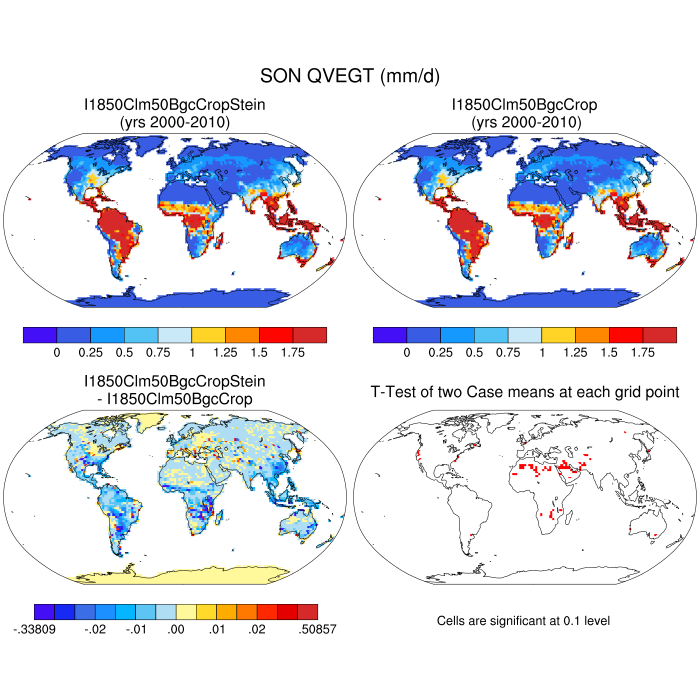 SON QVEGT (mm/d)
I1850Clm50BgcCropStein
(yrs 2000-2010)
I1850Clm50BgcCrop
(yrs 2000-2010)
0 0.25 0.5 0.75 1 1.25 1.5 1.75
0 0.25 0.5 0.75 1 1.25 1.5 1.75
I1850Clm50BgcCropStein
- I1850Clm50BgcCrop
T-Test of two Case means at each grid point
-.33809 -.02 -.01 .00 .01 .02 .50857
Cells are significant at 0.1 level